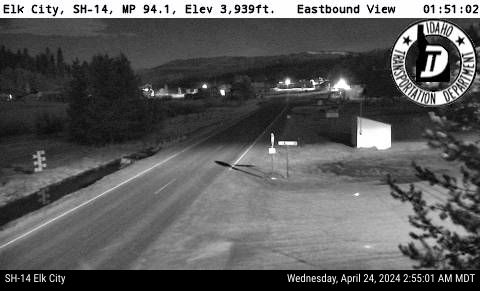 Elk City, SH-14, MP 94.1, Elev 3,939ft. Eastbound View 01:51:02
IDAHO
TRANSPORTATION DEPARTMENT
SH-14 Elk City Wednesday, April 24, 2024 2:55:01 AM MDT